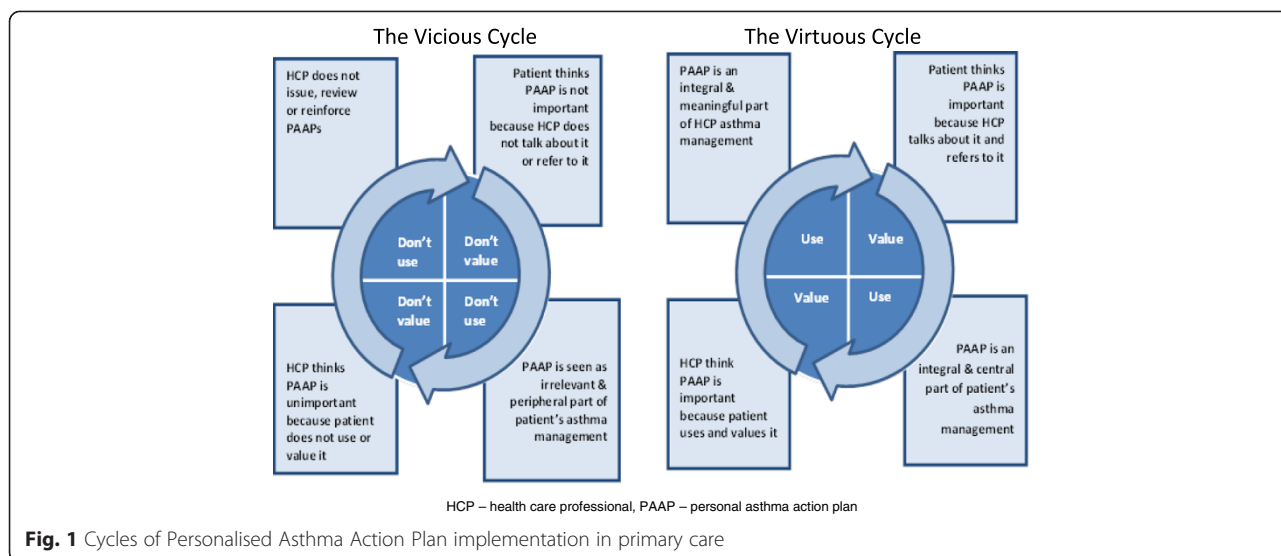 The Vicious Cycle
HCP does not
issue, review
or reinforce
PAAPs
Patient thinks
PAAP is not
important
because HCP does
not talk about it
or refer to it
Don't
use
Don't
value
Don't
value
Don't
use
HCP thinks
PAAP is
unimportant
because patient
does not use or
value it
PAAP is seen as
irrelevant &
peripheral part of
patient's asthma
management
The Virtuous Cycle
PAAP is an
integral &
meaningful part
of HCP asthma
management
Patient thinks
PAAP is
important
because HCP
talks about it and
refers to it
Use
Value
Value
Use
HCP think
PAAP is
important
because patient
uses and values it
PAAP is an
integral & central
part of patient's
asthma
management
HCP – health care professional, PAAP – personal asthma action plan
Fig. 1 Cycles of Personalised Asthma Action Plan implementation in primary care